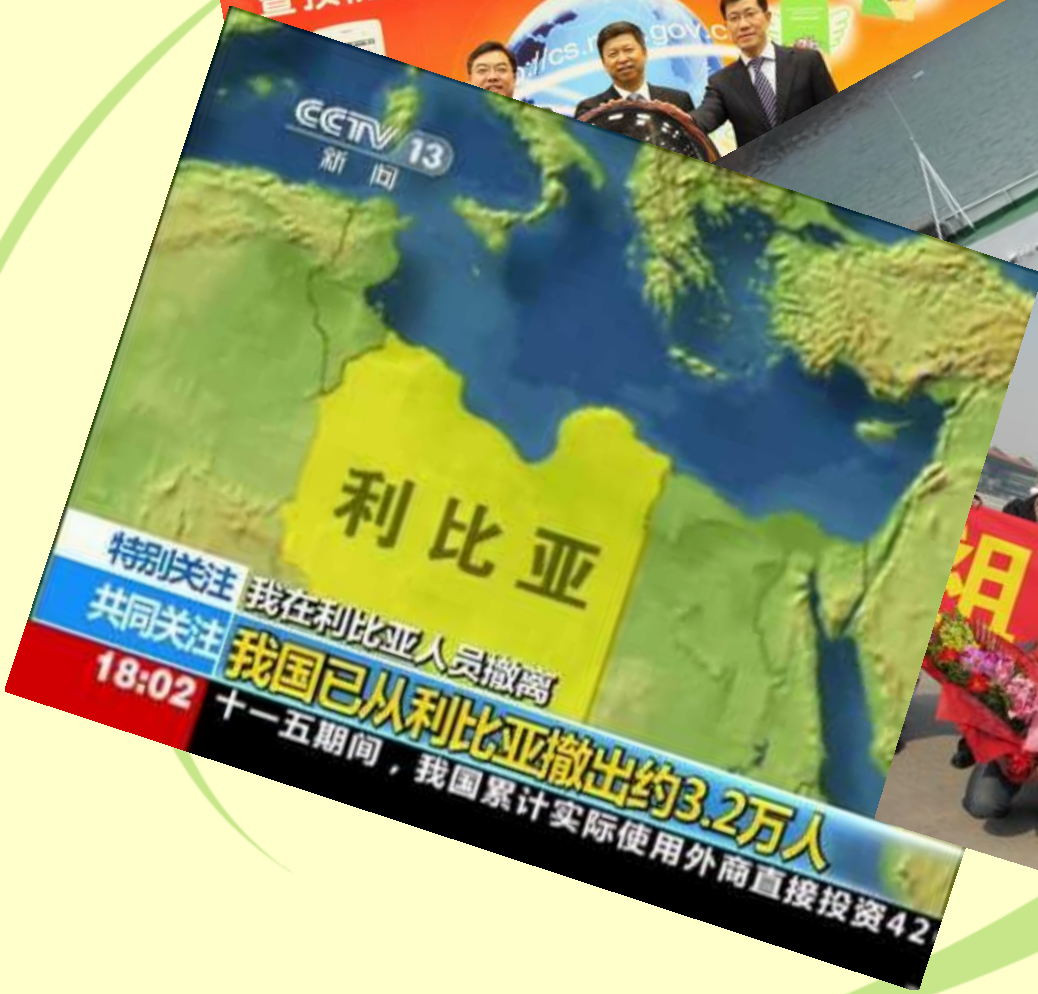 ://cs.m
.gov.c
CCTV 13
新 闻
利比亚
特别关注
我在利比亚人员撤离
共同关注
我国已从利比亚撤出约3.2万人
18:02
十一五期间，我国累计实际使用外商直接投资42
祖